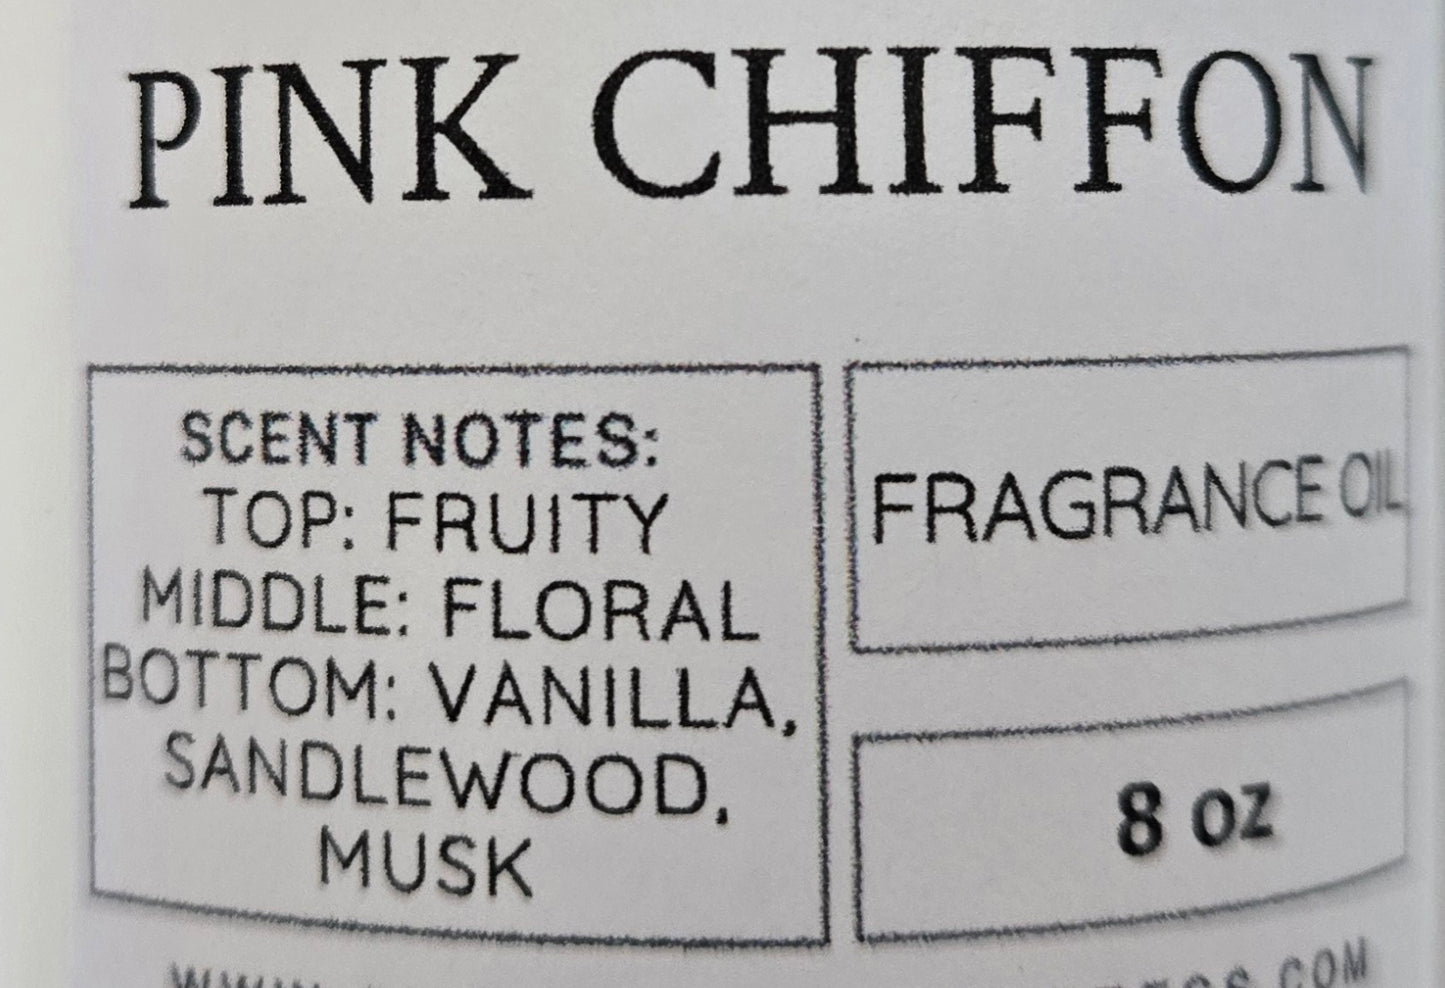 PINK CHIFFON
SCENT NOTES:
TOP: FRUITY
MIDDLE: FLORAL
BOTTOM: VANILLA,
SANDLEWOOD,
MUSK
FRAGRANCE OIL
8 oz